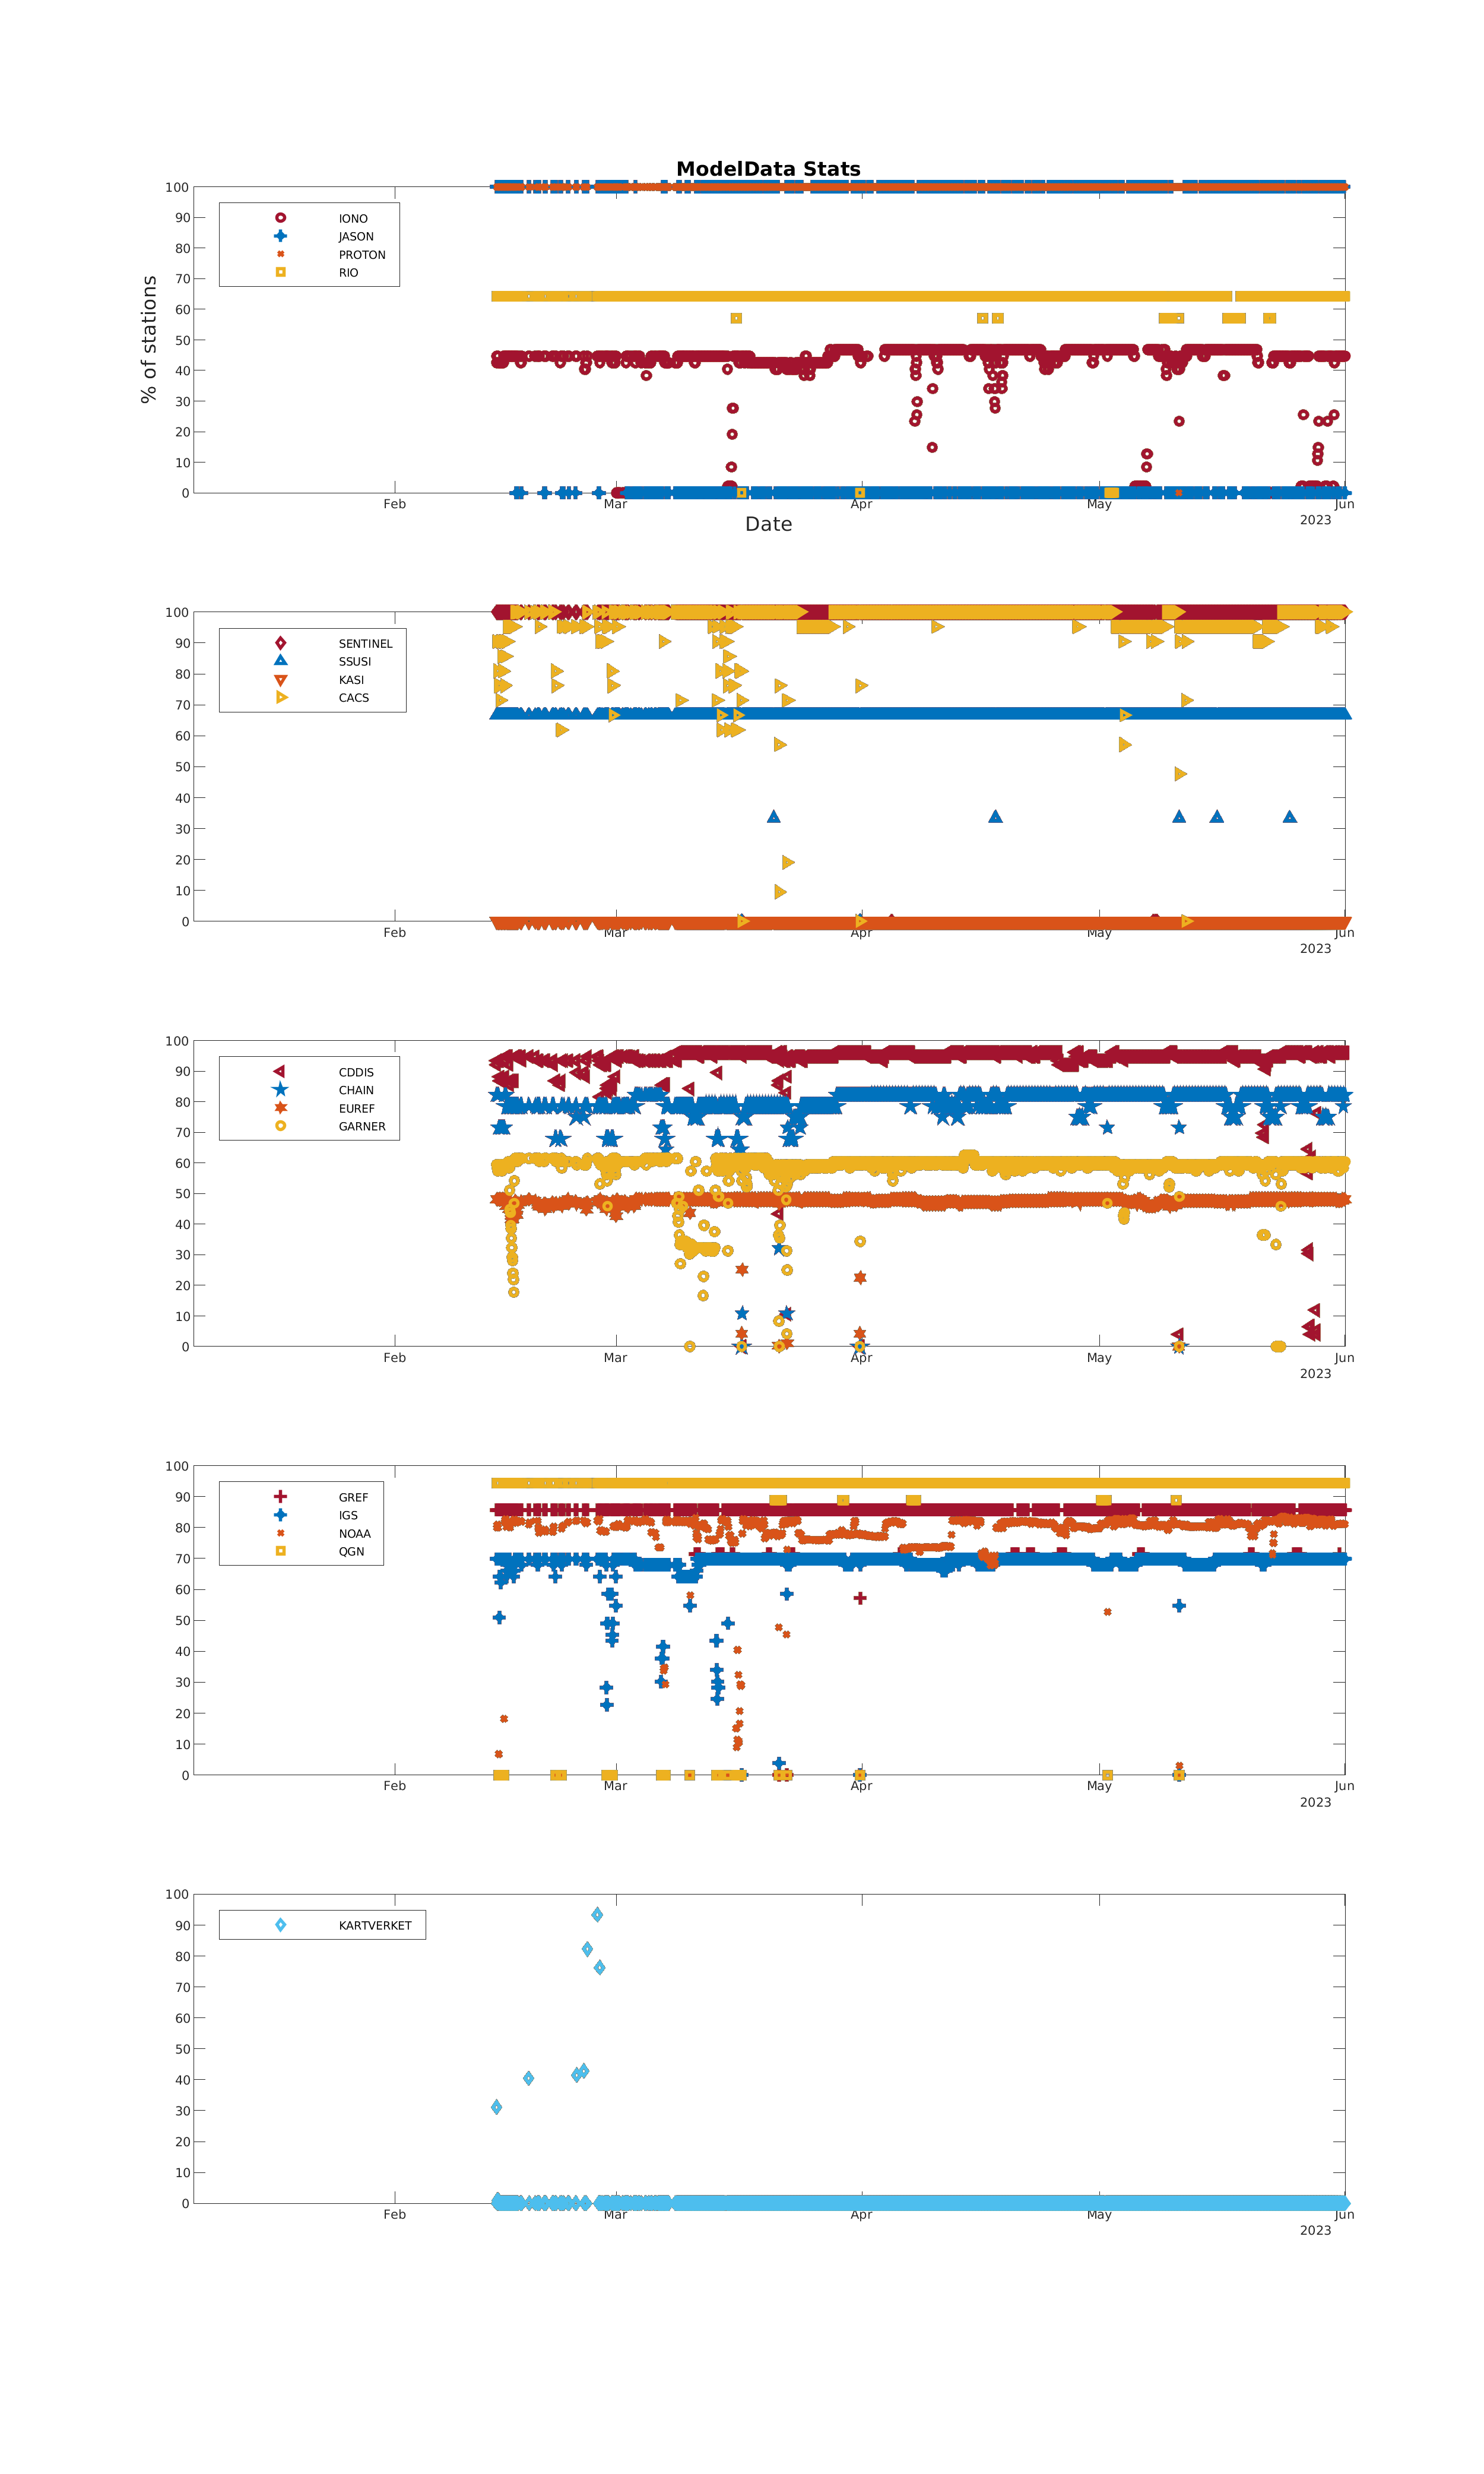 ModelData Stats
100
90
80
70
60
50
40
30
20
10
0
% of stations
IONO
JASON
PROTON
RIO
Feb Mar Apr May Jun
2023
Date
100
90
80
70
60
50
40
30
20
10
0
SENTINEL
SSUSI
KASI
CACS
Feb Mar Apr May Jun
2023
100
90
80
70
60
50
40
30
20
10
0
CDDIS
CHAIN
EUREF
GARNER
Feb Mar Apr May Jun
2023
100
90
80
70
60
50
40
30
20
10
0
GREF
IGS
NOAA
QGN
Feb Mar Apr May Jun
2023
100
90
80
70
60
50
40
30
20
10
0
KARTVERKET
Feb Mar Apr May Jun
2023